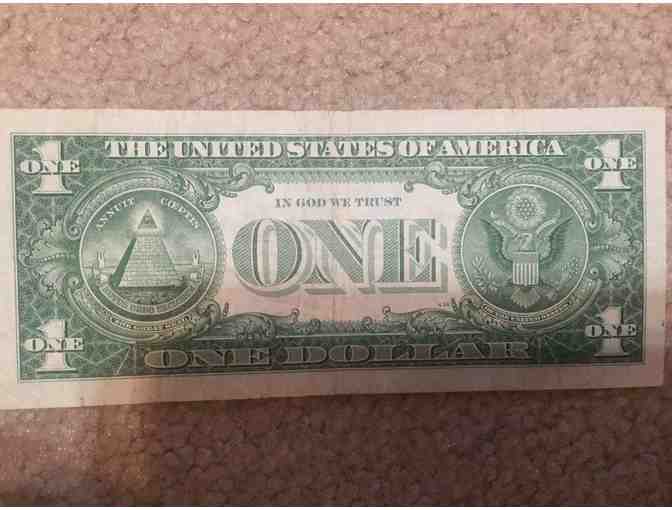 THE UNITED STATES OF AMERICA
ONE 1
ONE 1
ANNUIT CŒPTIS
IN GOD WE TRUST
ONE
ONE 1
ONE 1
ONE DOLLAR